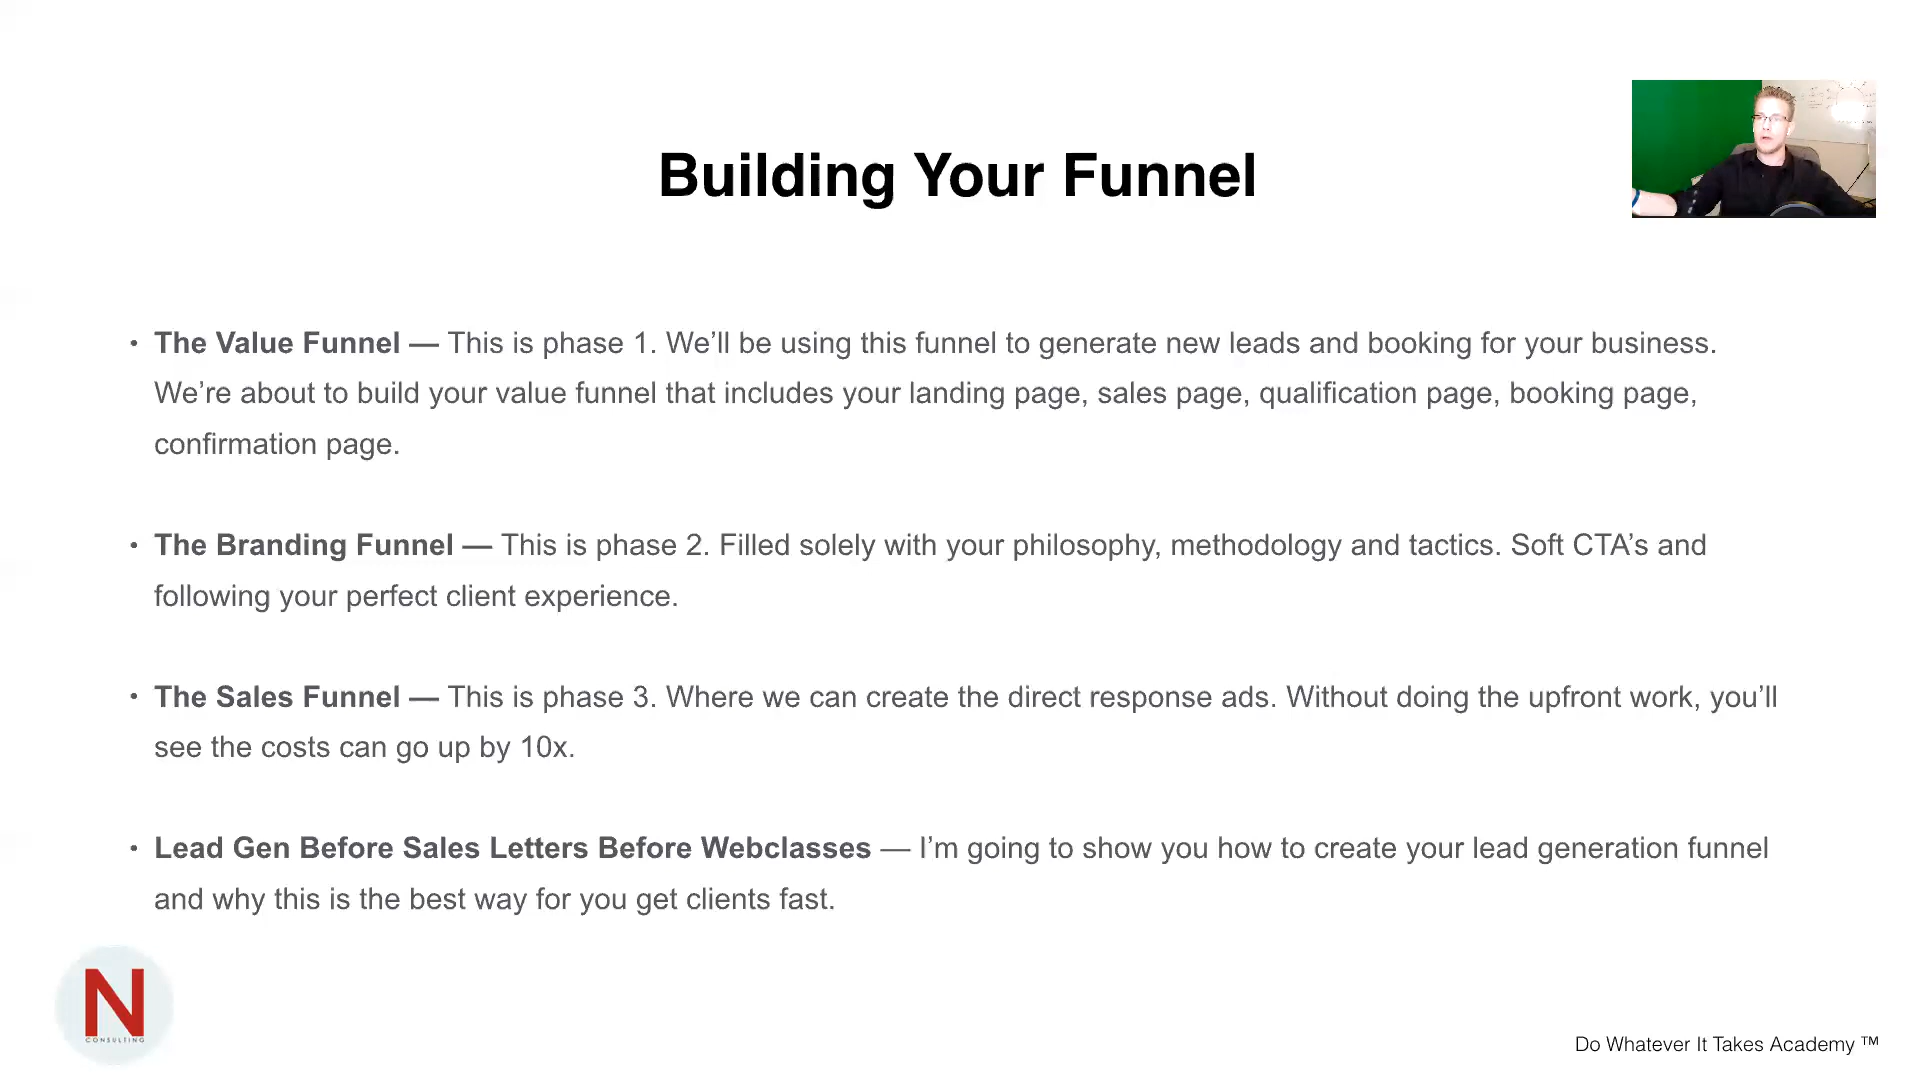 Building Your Funnel
• The Value Funnel — This is phase 1. We’ll be using this funnel to generate new leads and booking for your business.
We’re about to build your value funnel that includes your landing page, sales page, qualification page, booking page,
confirmation page.
• The Branding Funnel — This is phase 2. Filled solely with your philosophy, methodology and tactics. Soft CTA’s and
following your perfect client experience.
• The Sales Funnel — This is phase 3. Where we can create the direct response ads. Without doing the upfront work, you’ll
see the costs can go up by 10x.
• Lead Gen Before Sales Letters Before Webclasses — I’m going to show you how to create your lead generation funnel
and why this is the best way for you get clients fast.
N
CONSULTING
Do Whatever It Takes Academy ™